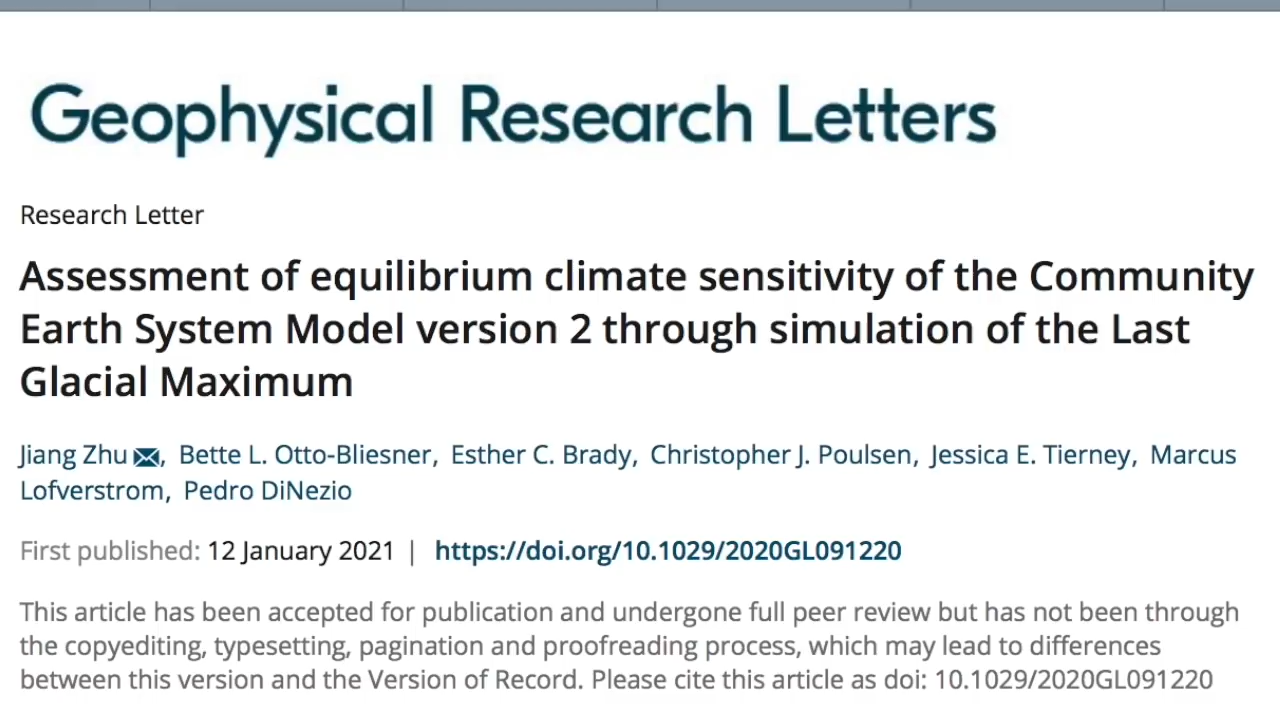 Geophysical Research Letters
Research Letter
Assessment of equilibrium climate sensitivity of the Community
Earth System Model version 2 through simulation of the Last
Glacial Maximum
Jiang Zhu, Bette L. Otto-Bliesner, Esther C. Brady, Christopher J. Poulsen, Jessica E. Tierney, Marcus
Lofverstrom, Pedro DiNezio
First published: 12 January 2021 | https://doi.org/10.1029/2020GL091220
This article has been accepted for publication and undergone full peer review but has not been through
the copyediting, typesetting, pagination and proofreading process, which may lead to differences
between this version and the Version of Record. Please cite this article as doi: 10.1029/2020GL091220